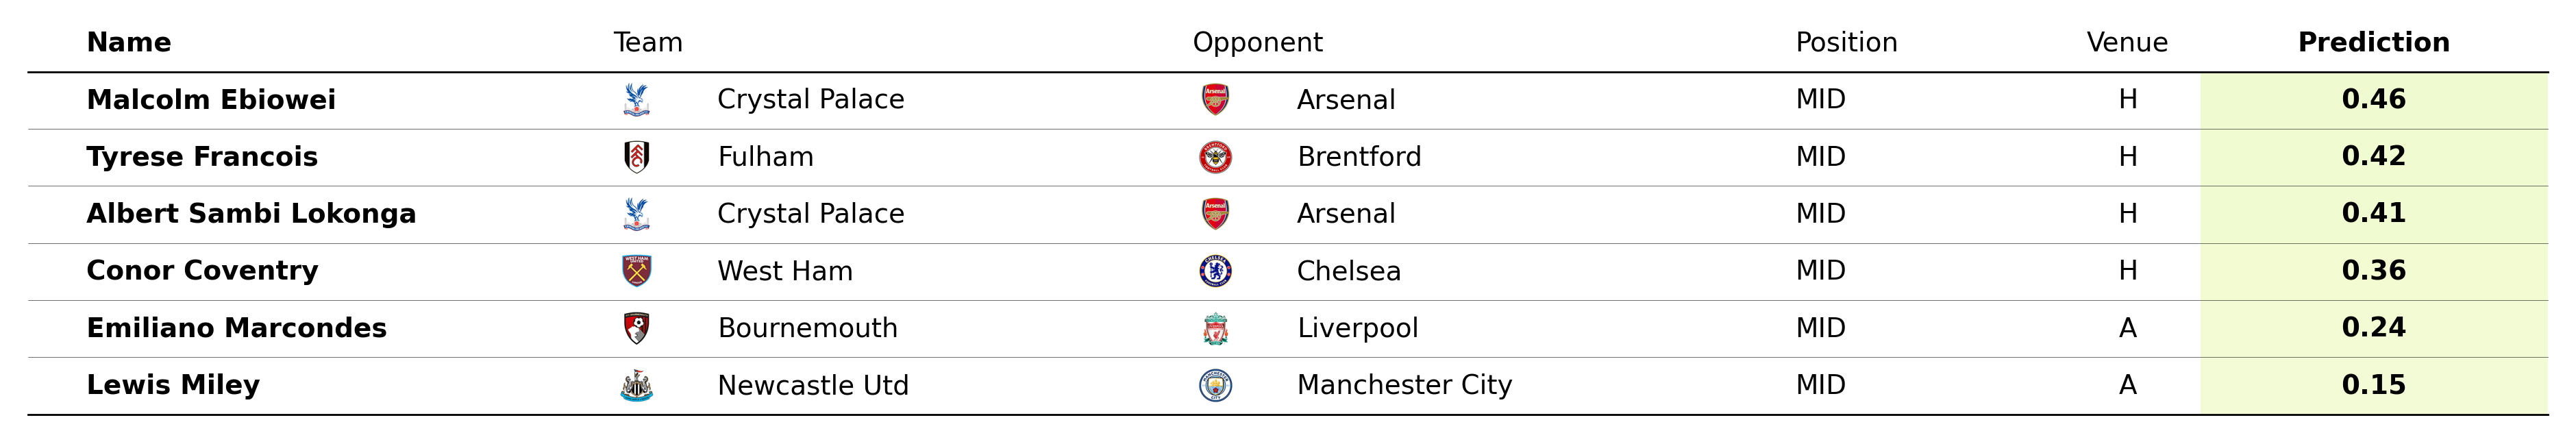 Name Team Opponent Position Venue Prediction
Malcolm Ebiowei Crystal Palace Arsenal MID H 0.46
Tyrese Francois Fulham Brentford MID H 0.42
Albert Sambi Lokonga Crystal Palace Arsenal MID H 0.41
Conor Coventry West Ham Chelsea MID H 0.36
Emiliano Marcondes Bournemouth Liverpool MID A 0.24
Lewis Miley Newcastle Utd Manchester City MID A 0.15